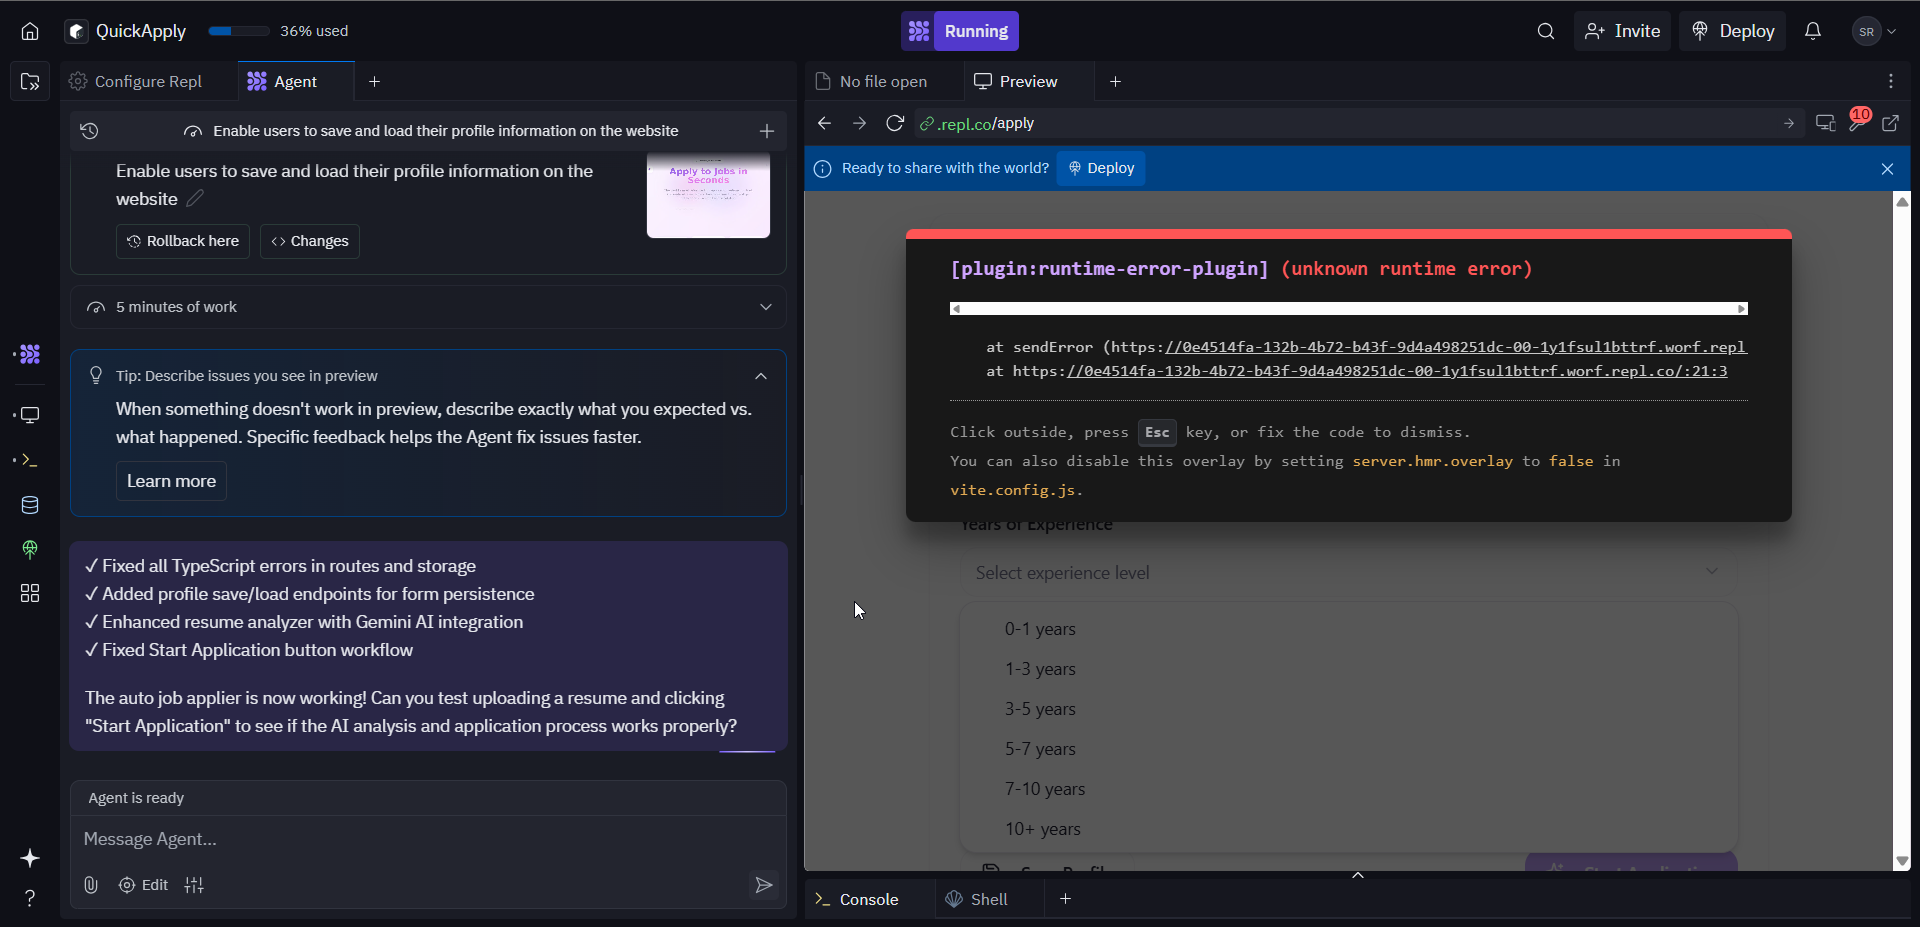 QuickApply
36% used
Running
Invite
Deploy
SR
Configure Repl
Agent
Enable users to save and load their profile information on the website
Enable users to save and load their profile information on the
website
Rollback here
Changes
Apply to Jobs in
Seconds
5 minutes of work
Tip: Describe issues you see in preview
When something doesn't work in preview, describe exactly what you expected vs.
what happened. Specific feedback helps the Agent fix issues faster.
Learn more
✓ Fixed all TypeScript errors in routes and storage
✓ Added profile save/load endpoints for form persistence
✓ Enhanced resume analyzer with Gemini AI integration
✓ Fixed Start Application button workflow
The auto job applier is now working! Can you test uploading a resume and clicking
"Start Application" to see if the AI analysis and application process works properly?
Agent is ready
Message Agent...
Edit
No file open
Preview
.repl.co/apply
10
Ready to share with the world?
Deploy
[plugin:runtime-error-plugin] (unknown runtime error)
at sendError (https://0e4514fa-132b-4b72-b43f-9d4a498251dc-00-1y1fsul1bttrf.worf.repl
at https://0e4514fa-132b-4b72-b43f-9d4a498251dc-00-1y1fsul1bttrf.worf.repl.co/:21:3
Click outside, press Esc key, or fix the code to dismiss.
You can also disable this overlay by setting server.hmr.overlay to false in
vite.config.js.
Years of Experience
Select experience level
0-1 years
1-3 years
3-5 years
5-7 years
7-10 years
10+ years
Save Profile
Start Application
Console
Shell